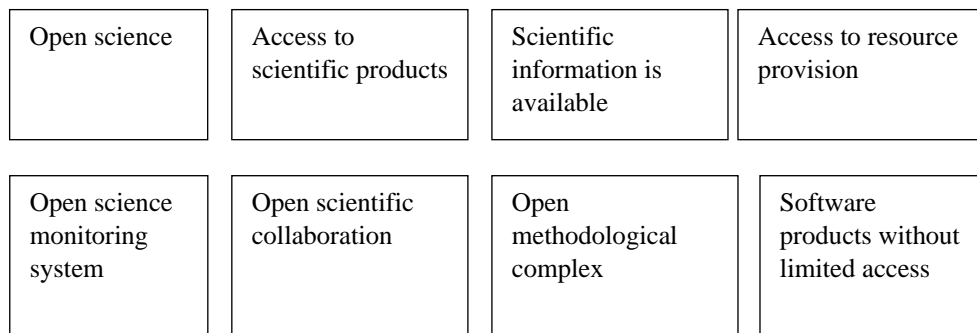 Open science
Access to
scientific products
Scientific
information is
available
Access to resource
provision
Open science
monitoring
system
Open scientific
collaboration
Open
methodological
complex
Software
products without
limited access